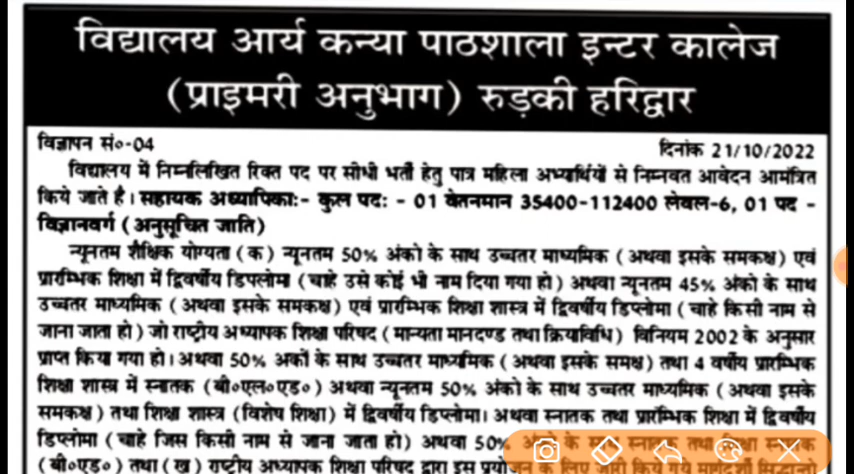 विद्यालय आर्य कन्या पाठशाला इन्टर कालेज
(प्राइमरी अनुभाग) रुड़की हरिद्वार
विज्ञापन सं०-04 दिनांक 21/10/2022
विद्यालय में निम्नलिखित रिक्त पद पर सीधी भर्ती हेतु पात्र महिला अभ्यर्थियों से निम्नवत आवेदन आमंत्रित
किये जाते है। सहायक अध्यापिकाः- कुल पदः - 01 वेतनमान 35400-112400 लेवल-6, 01 पद -
विज्ञानवर्ग (अनुसूचित जाति)
न्यूनतम शैक्षिक योग्यता (क) न्यूनतम 50% अंको के साथ उच्चतर माध्यमिक (अथवा इसके समकक्ष) एवं
प्रारम्भिक शिक्षा में द्विवर्षीय डिपलोमा (चाहे उसे कोई भी नाम दिया गया हो) अथवा न्यूनतम 45% अंको के साथ
उच्चतर माध्यमिक (अथवा इसके समकक्ष) एवं प्रारम्भिक शिक्षा शास्त्र में द्विवर्षीय डिप्लोमा (चाहे किसी नाम से
जाना जाता हो) जो राष्ट्रीय अध्यापक शिक्षा परिषद (मान्यता मानदण्ड तथा क्रियाविधि) विनियम 2002 के अनुसार
प्राप्त किया गया हो। अथवा 50% अकों के साथ उच्चतर माध्यमिक (अथवा इसके समक्ष) तथा 4 वर्षीय प्रारम्भिक
शिक्षा शास्त्र में स्नातक (बी०एल०एड०) अथवा न्यूनतम 50% अंको के साथ उच्चतर माध्यमिक (अथवा इसके
समकक्ष) तथा शिक्षा शास्त्र (विशेष शिक्षा) में द्विवर्षीय डिप्लोमा। अथवा स्नातक तथा प्रारम्भिक शिक्षा में द्विवर्षीय
डिप्लोमा (चाहे जिस किसी नाम से जाना जाता हो) अथवा 50% अंको के साथ स्नातक तथा शिक्षा स्नातक
(बी०एड०) तथा (ख) राष्ट्रीय अध्यापक शिक्षा परिषद द्वारा इस प्रयोजन के लिए जारी किये गये